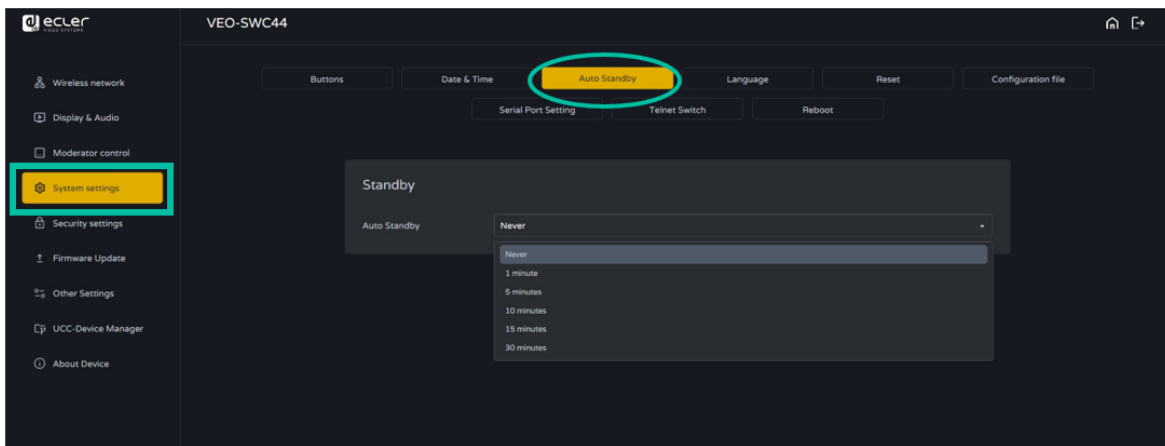 ecler
VIDEO SYSTEMS
VEO-SWC44
Wireless network
Display & Audio
Moderator control
System settings
Security settings
Firmware Update
Other Settings
UCC-Device Manager
About Device
Buttons
Date & Time
Auto Standby
Language
Reset
Configuration file
Serial Port Setting
Telnet Switch
Reboot
Standby
Auto Standby
Never
Never
1 minute
5 minutes
10 minutes
15 minutes
30 minutes